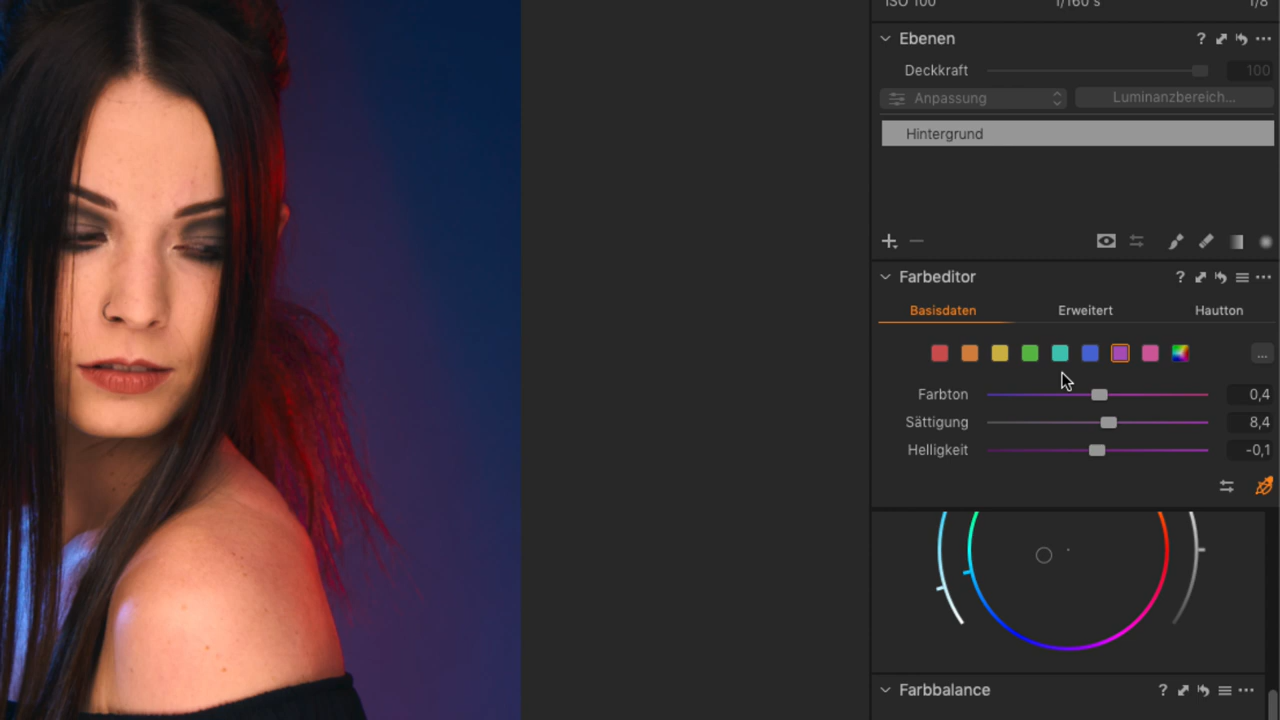 ISO 100 1/160 s f/8
Ebenen ?
Deckkraft 100
Anpassung Luminanzbereich...
Hintergrund
Farbeditor ?
Basisdaten Erweitert Hautton
...
Farbton 0,4
Sättigung 8,4
Helligkeit -0,1
Farbbalance ?